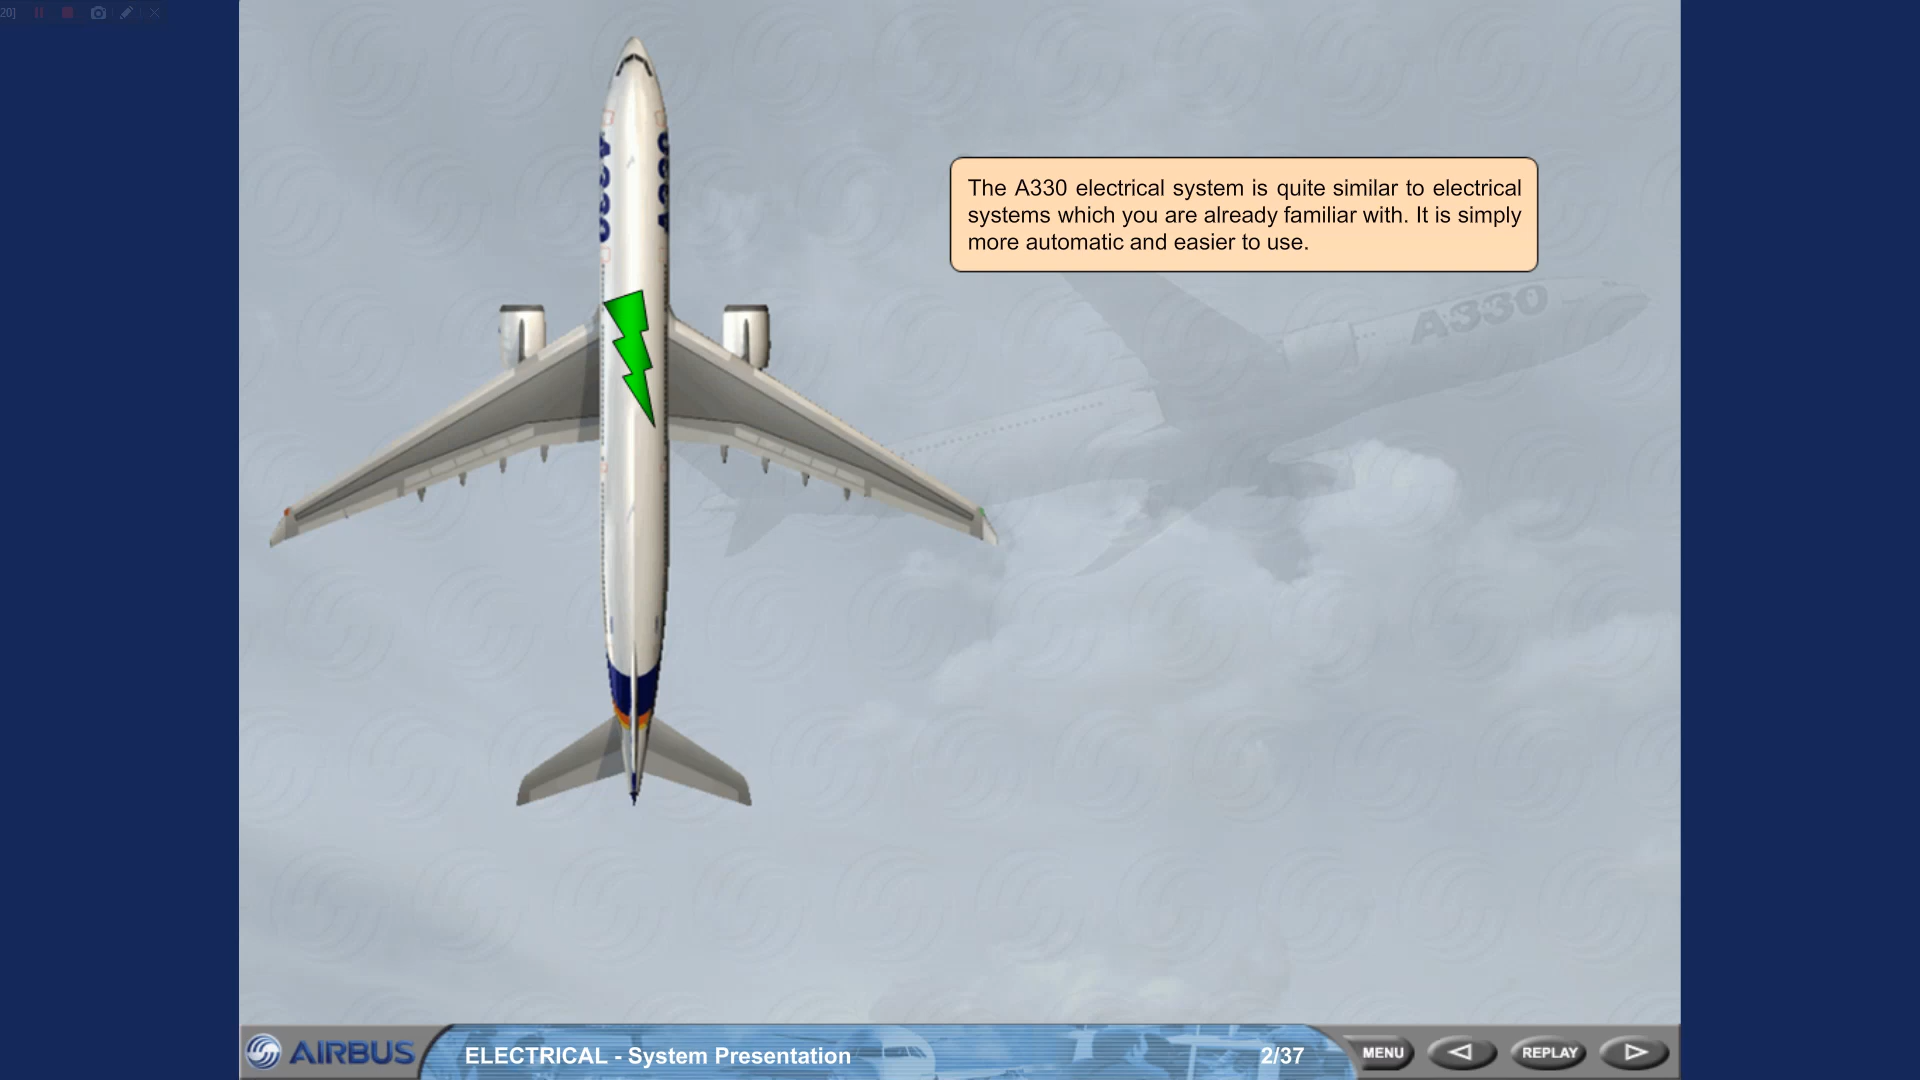 20]
A330
A330
The A330 electrical system is quite similar to electrical
systems which you are already familiar with. It is simply
more automatic and easier to use.
A330
AIRBUS
ELECTRICAL - System Presentation
2/37
MENU
REPLAY